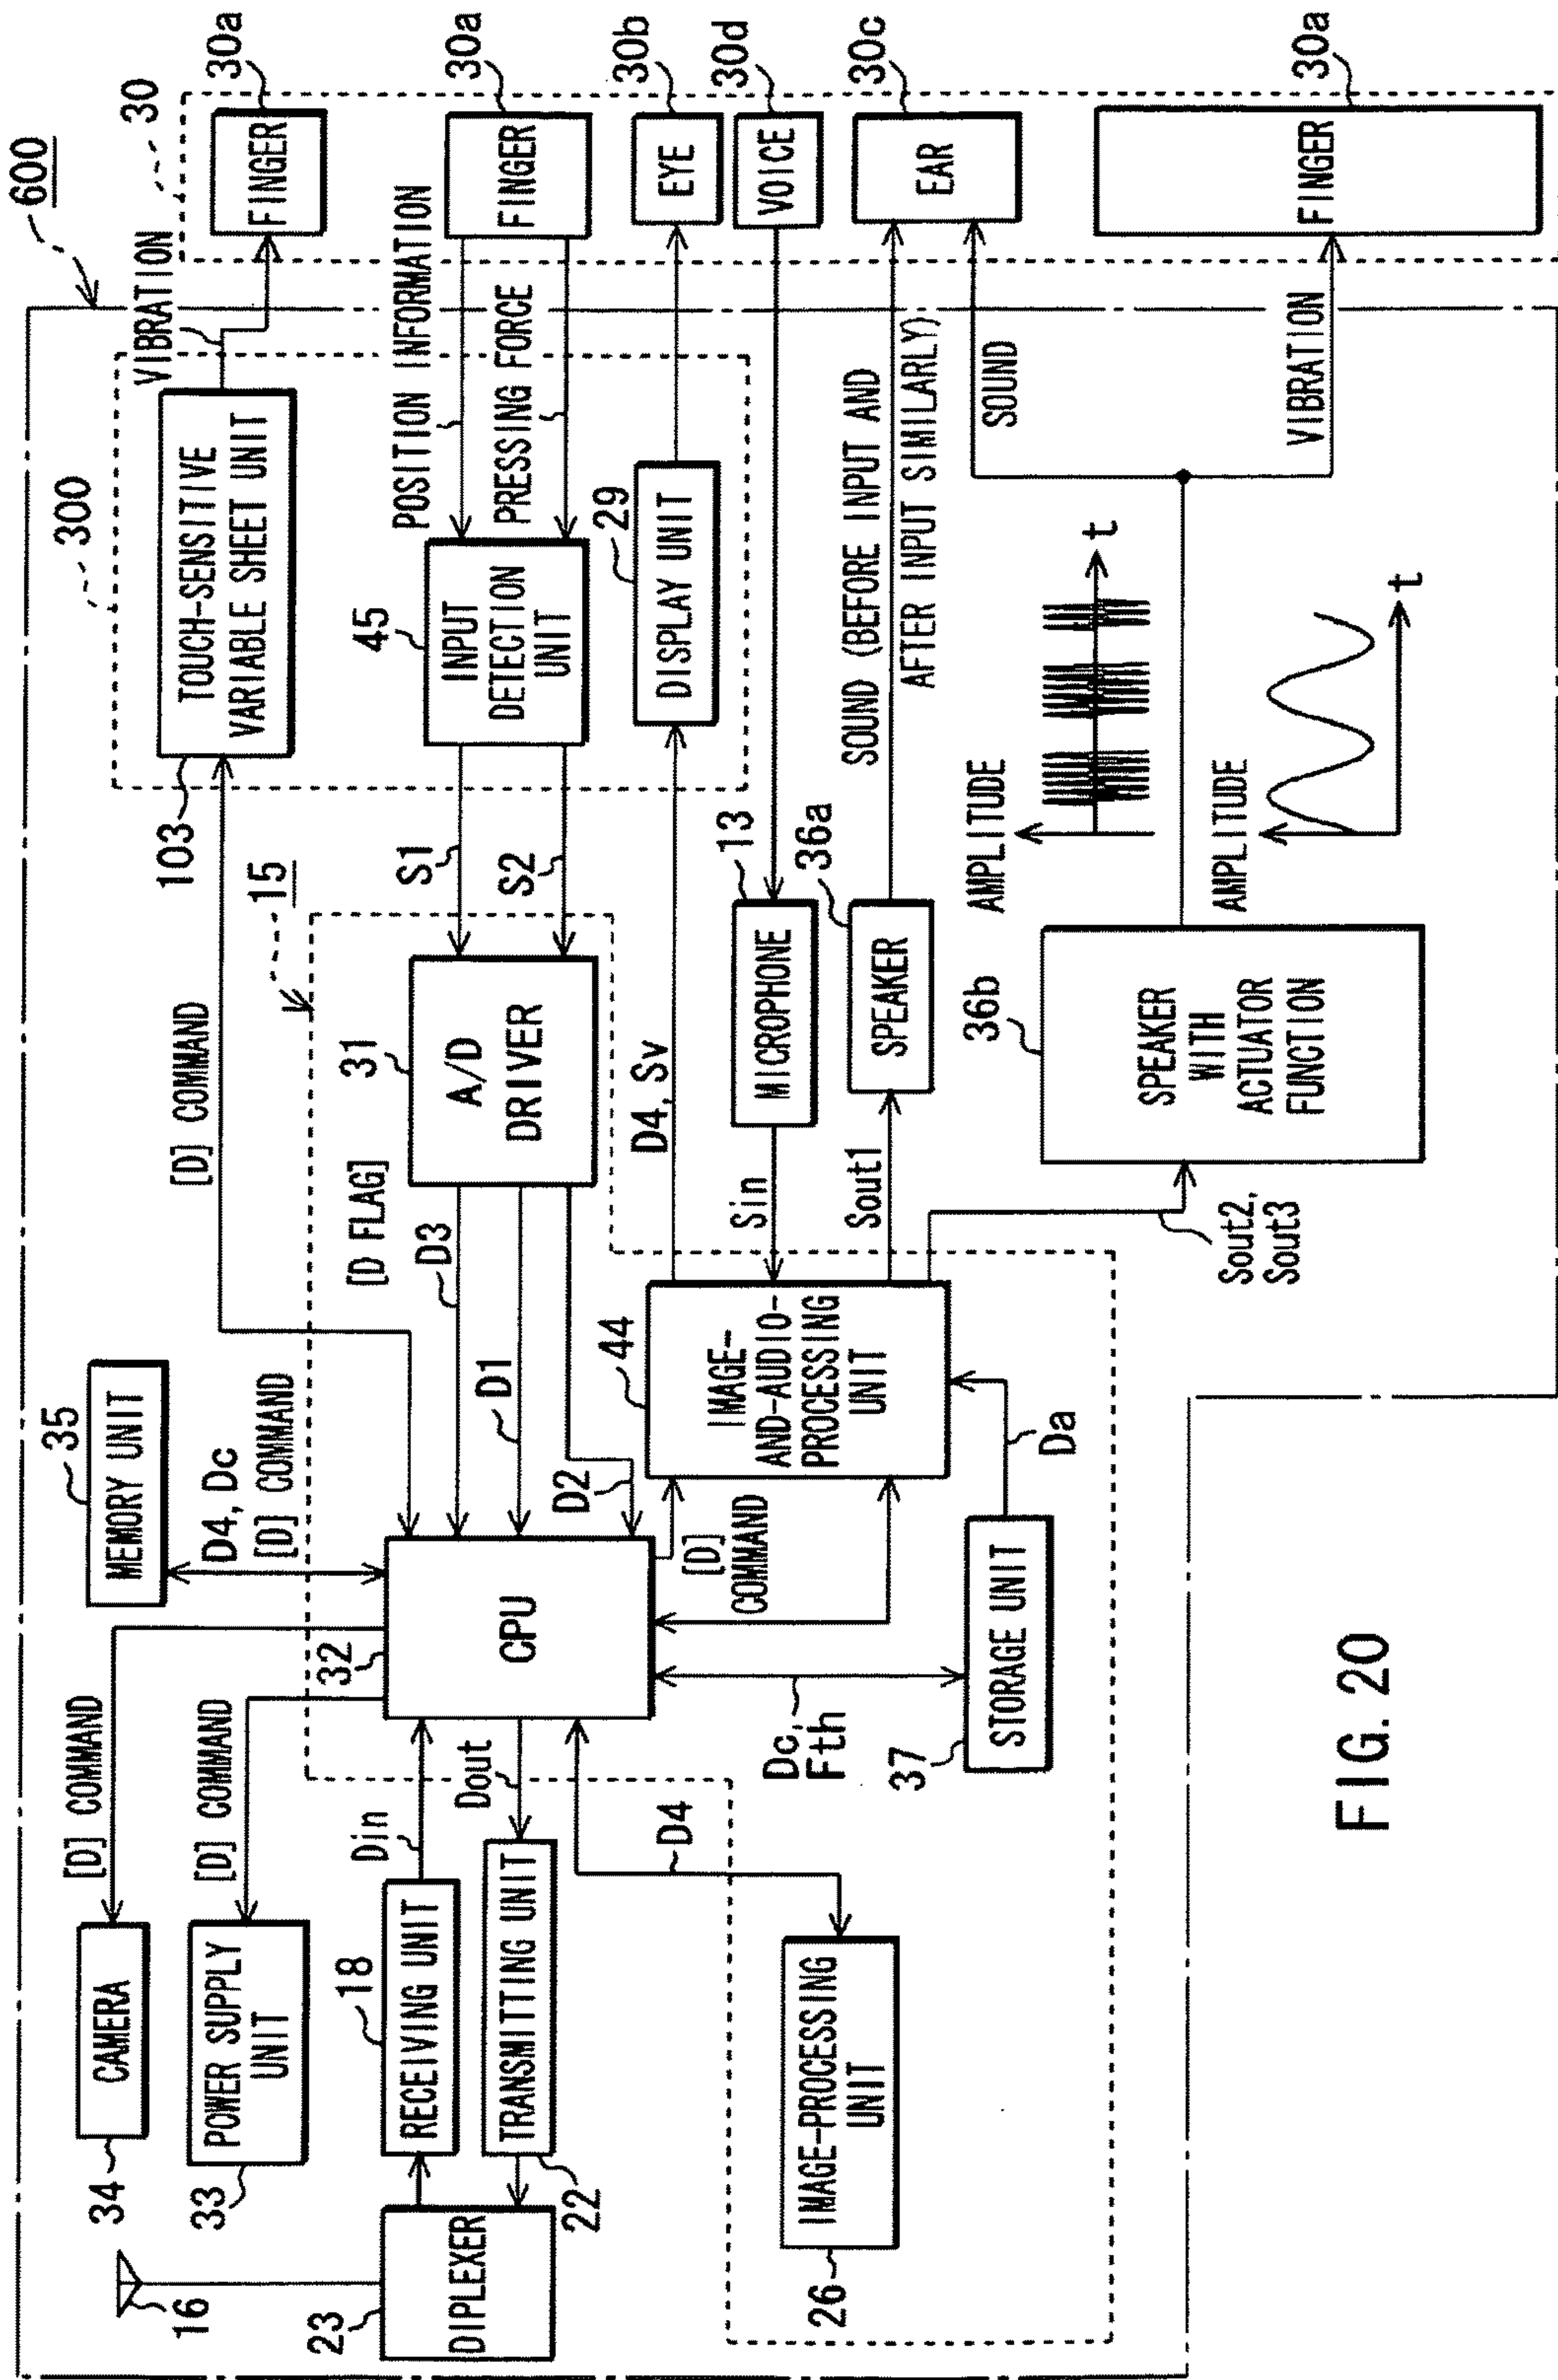 600
30
VIBRATION
FINGER
30a
300
TOUCH-SENSITIVE
VARIABLE SHEET UNIT
103
[D] COMMAND
35
MEMORY UNIT
D4, Dc
[D] COMMAND
[D] COMMAND
CAMERA
34
[D] COMMAND
POWER SUPPLY
UNIT
33
16
POSITION INFORMATION
PRESSING FORCE
FINGER
30a
45
INPUT
DETECTION
UNIT
S1
S2
15
31
A/D
DRIVER
[D FLAG]
D3
D1
D2
32
CPU
Din
Dout
18
RECEIVING UNIT
TRANSMITTING UNIT
22
23
DIPLEXER
EYE
30b
29
DISPLAY UNIT
D4, Sv
VOICE
30d
13
MICROPHONE
Sin
EAR
30c
SOUND (BEFORE INPUT AND
AFTER INPUT SIMILARLY)
36a
SPEAKER
Sout1
44
IMAGE-
AND-AUDIO-
PROCESSING
UNIT
[D]
COMMAND
Da
Dc,
Fth
37
STORAGE UNIT
D4
IMAGE-PROCESSING
UNIT
26
SOUND
VIBRATION
FINGER
30a
AMPLITUDE
t
AMPLITUDE
t
36b
SPEAKER
WITH
ACTUATOR
FUNCTION
Sout2,
Sout3
FIG. 20